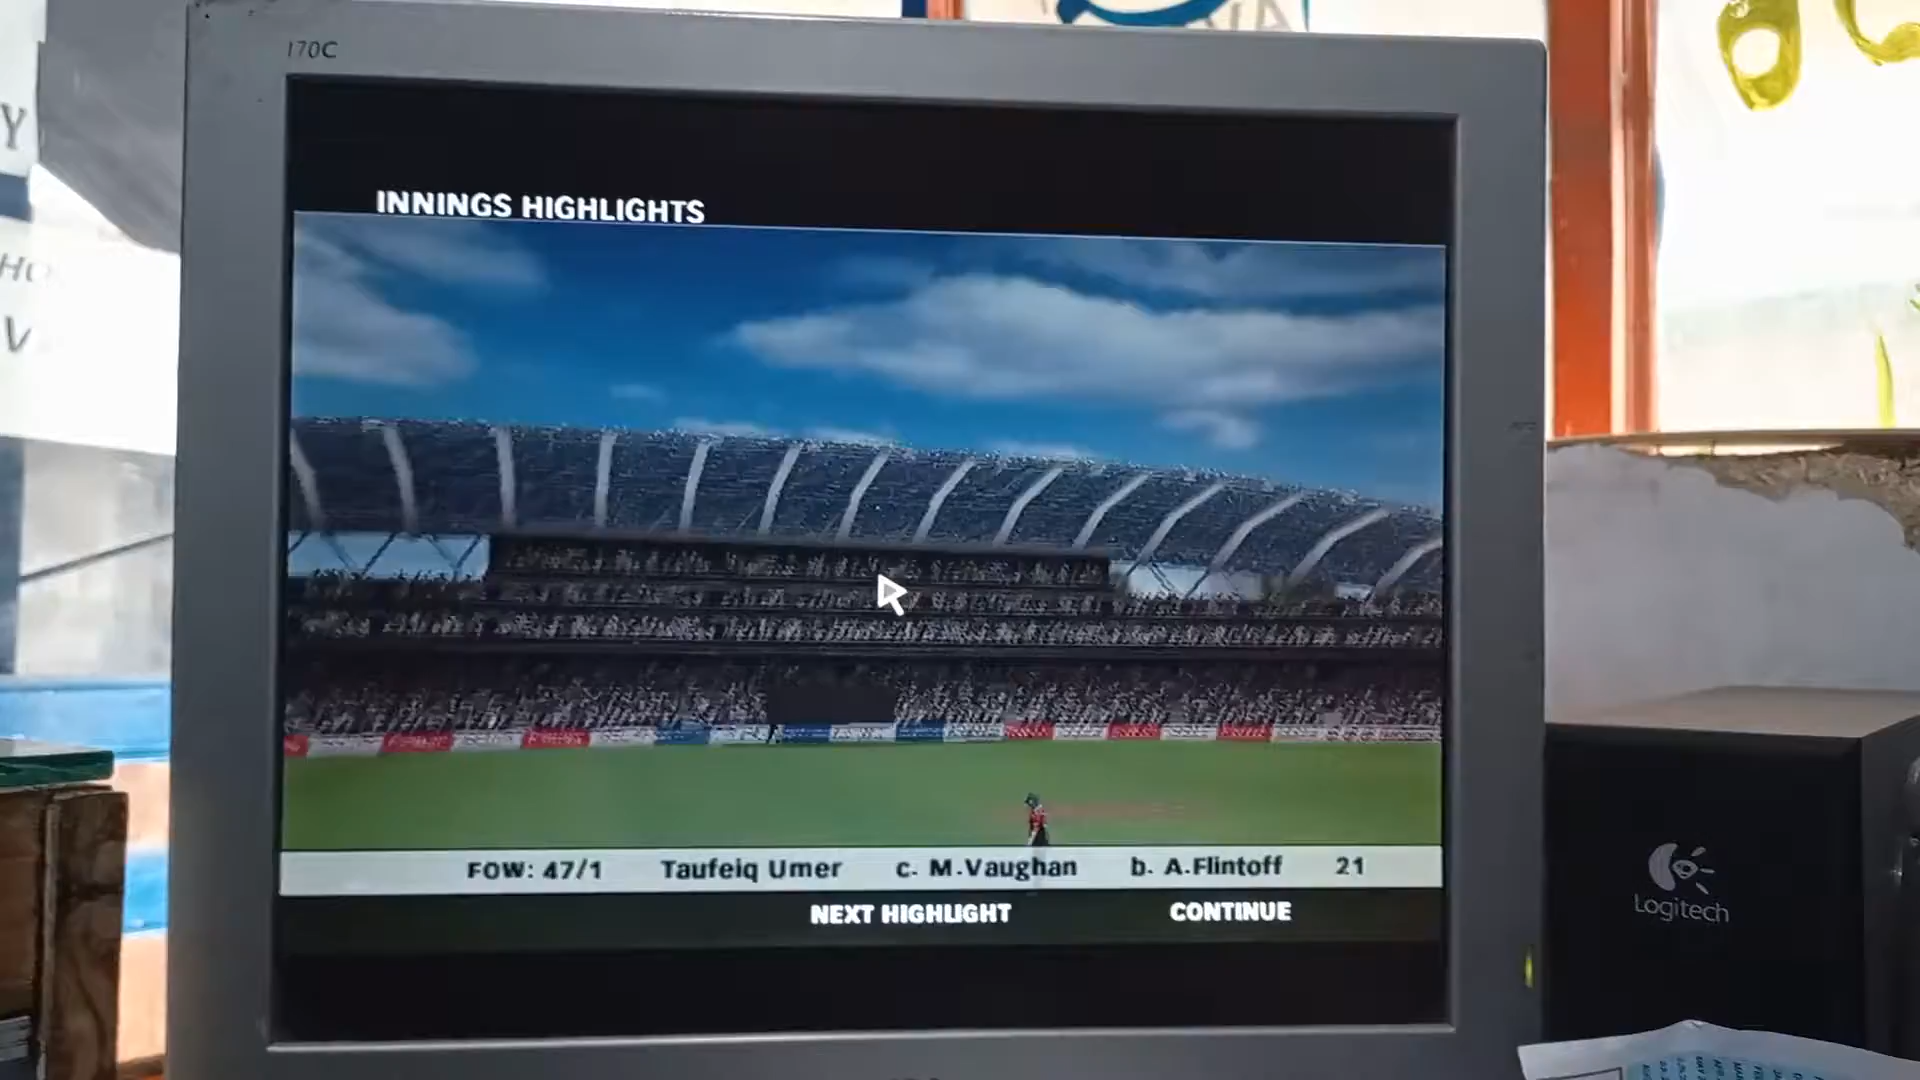 170C
Y
INNINGS HIGHLIGHTS
V
FOW: 47/1 Taufeiq Umer c. M.Vaughan b. A.Flintoff 21
NEXT HIGHLIGHT CONTINUE
Logitech